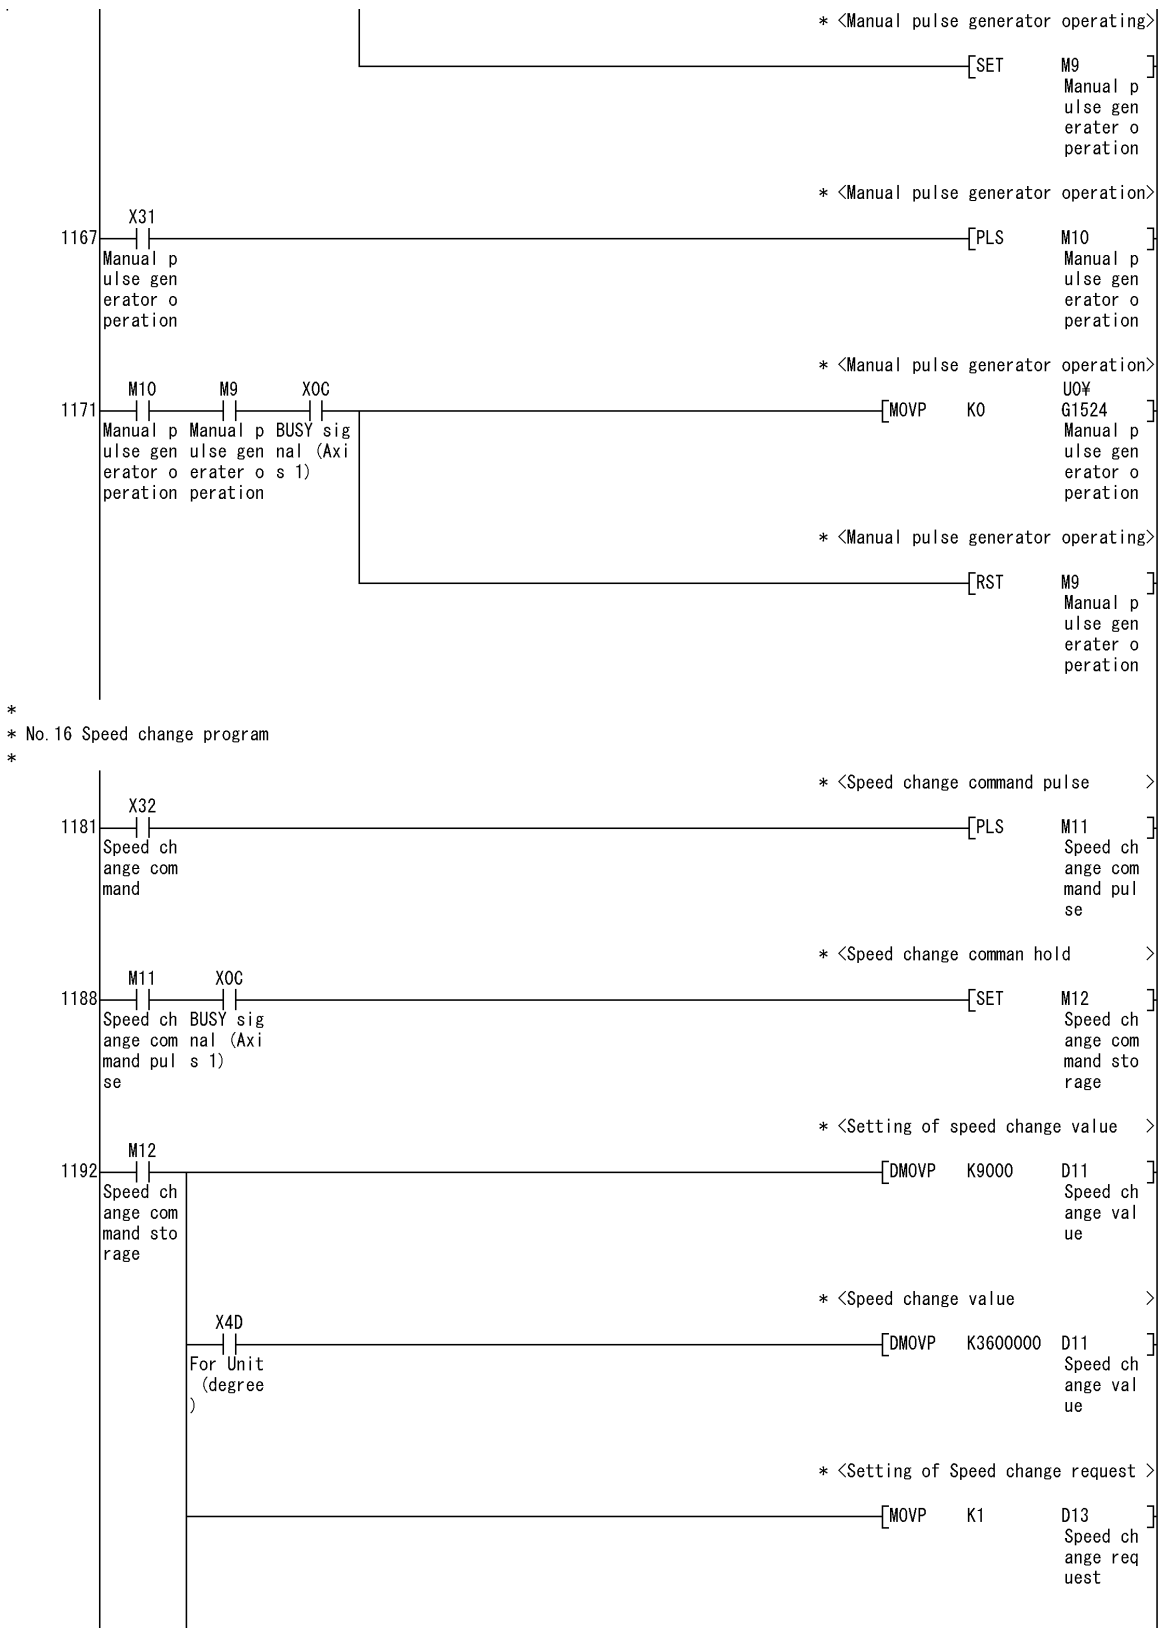 * <Manual pulse generator operating>
[SET M9 ]
Manual p
ulse gen
erater o
peration
* <Manual pulse generator operation>
X31
1167 [PLS M10 ]
Manual p Manual p
ulse gen ulse gen
erator o erator o
peration peration
* <Manual pulse generator operation>
M10 M9 X0C U0¥
1171 [MOVP K0 G1524 ]
Manual p Manual p BUSY sig Manual p
ulse gen ulse gen nal (Axi ulse gen
erator o erater o s 1) erator o
peration peration peration
* <Manual pulse generator operating>
[RST M9 ]
Manual p
ulse gen
erater o
peration
*
* No.16 Speed change program
*
* <Speed change command pulse >
X32
1181 [PLS M11 ]
Speed ch Speed ch
ange com ange com
mand mand pul
se
* <Speed change comman hold >
M11 X0C
1188 [SET M12 ]
Speed ch BUSY sig Speed ch
ange com nal (Axi ange com
mand pul s 1) mand sto
se rage
* <Setting of speed change value >
M12
1192 [DMOVP K9000 D11 ]
Speed ch Speed ch
ange com ange val
mand sto ue
rage
* <Speed change value >
X4D
[DMOVP K3600000 D11 ]
For Unit Speed ch
(degree ange val
) ue
* <Setting of Speed change request >
[MOVP K1 D13 ]
Speed ch
ange req
uest